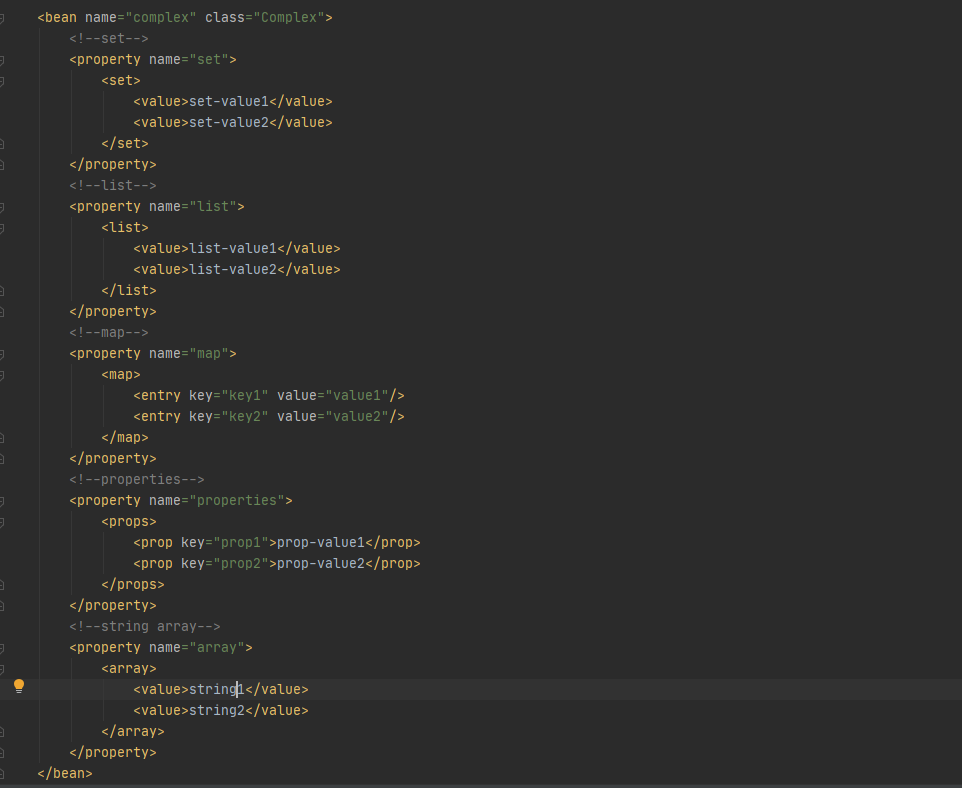 <bean name="complex" class="Complex">
    <!--set-->
    <property name="set">
        <set>
            <value>set-value1</value>
            <value>set-value2</value>
        </set>
    </property>
    <!--list-->
    <property name="list">
        <list>
            <value>list-value1</value>
            <value>list-value2</value>
        </list>
    </property>
    <!--map-->
    <property name="map">
        <map>
            <entry key="key1" value="value1"/>
            <entry key="key2" value="value2"/>
        </map>
    </property>
    <!--properties-->
    <property name="properties">
        <props>
            <prop key="prop1">prop-value1</prop>
            <prop key="prop2">prop-value2</prop>
        </props>
    </property>
    <!--string array-->
    <property name="array">
        <array>
            <value>string1</value>
            <value>string2</value>
        </array>
    </property>
</bean>